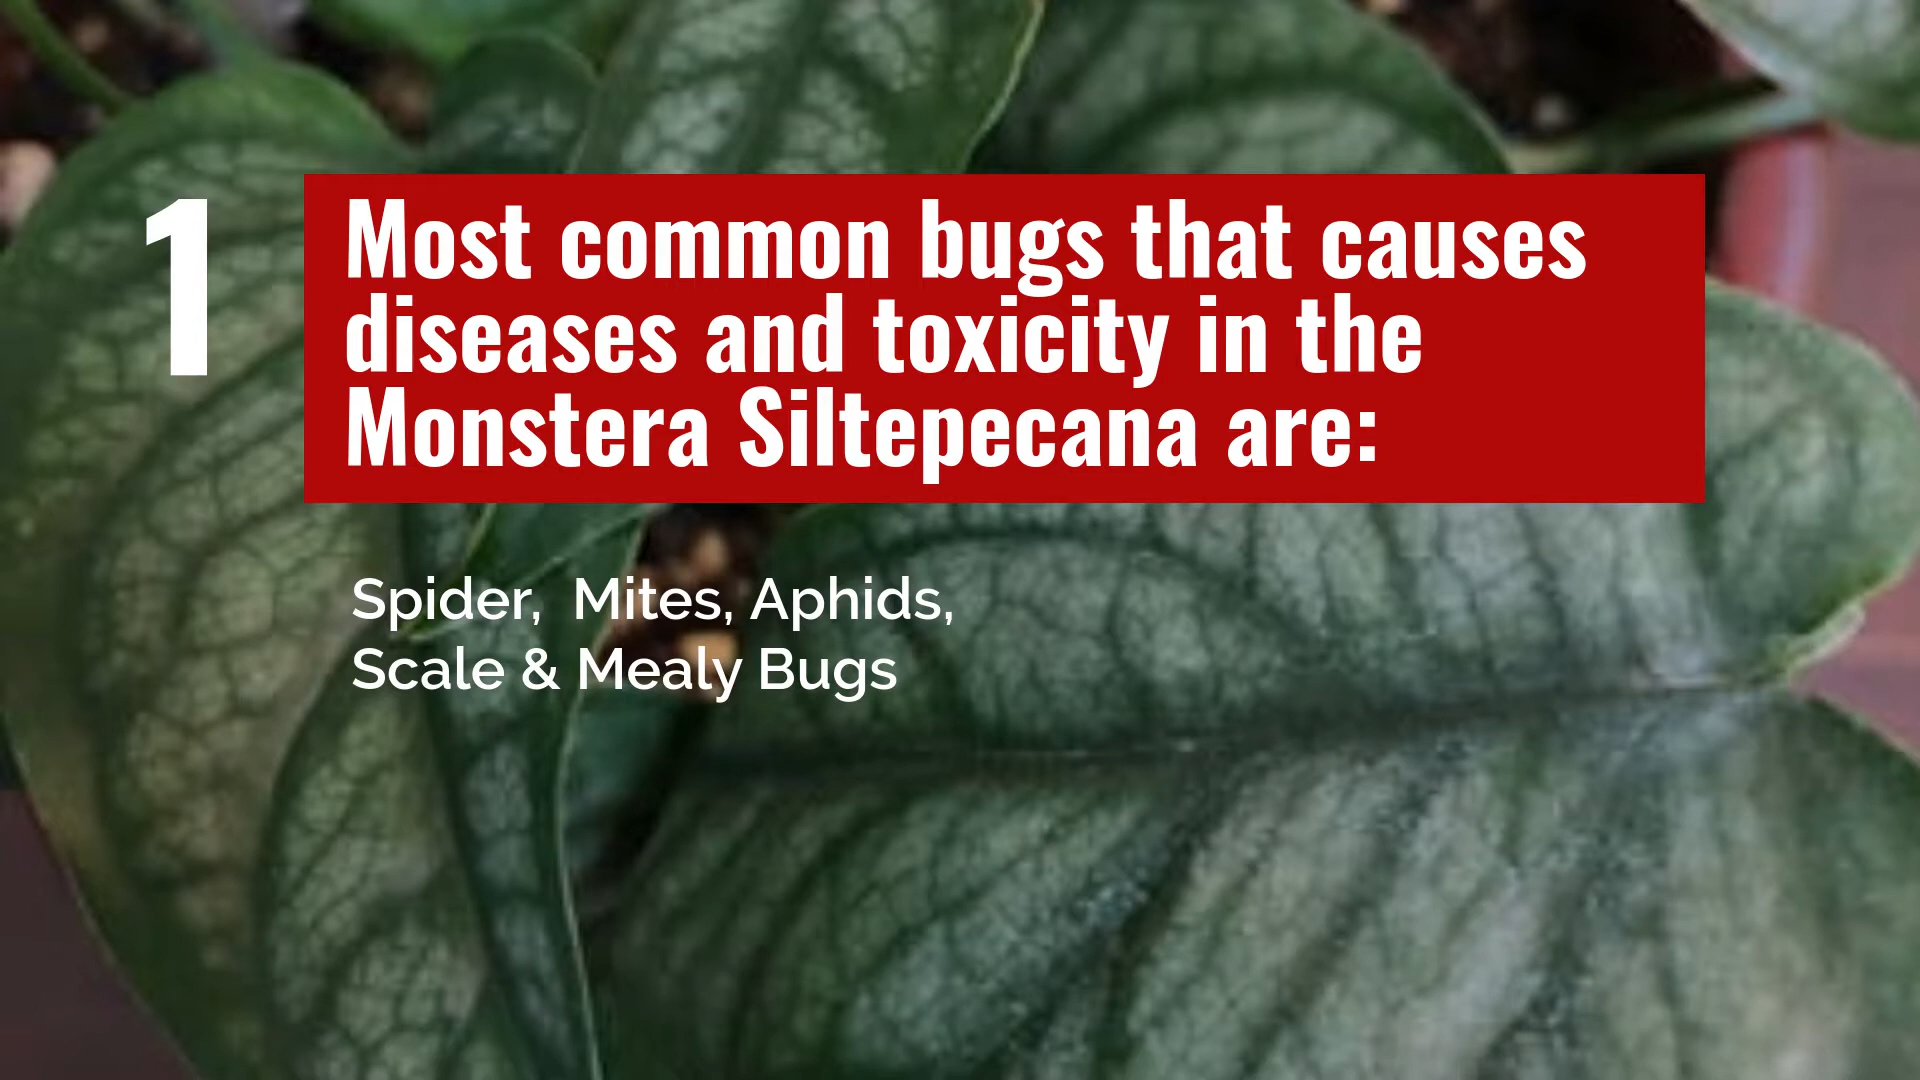 1
Most common bugs that causes
diseases and toxicity in the
Monstera Siltepecana are:
Spider,  Mites, Aphids,
Scale & Mealy Bugs